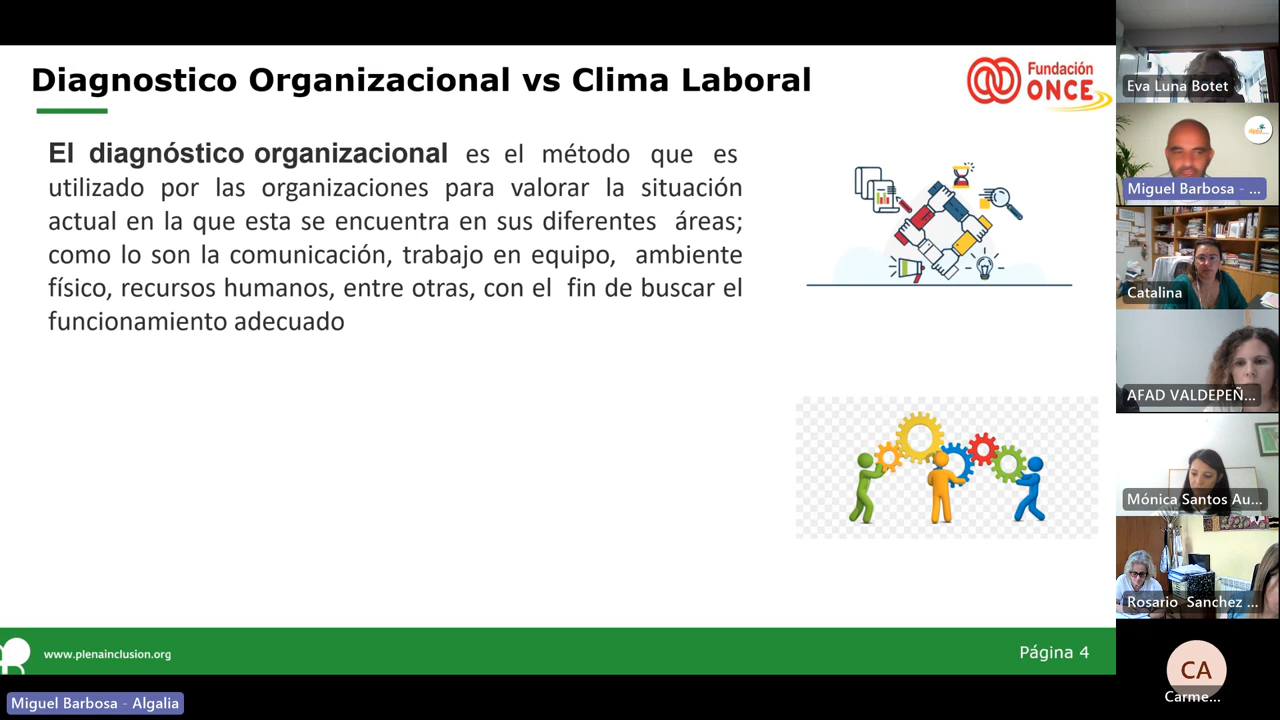 Diagnostico Organizacional vs Clima Laboral
Fundación
ONCE
El diagnóstico organizacional es el método que es
utilizado por las organizaciones para valorar la situación
actual en la que esta se encuentra en sus diferentes áreas;
como lo son la comunicación, trabajo en equipo, ambiente
físico, recursos humanos, entre otras, con el fin de buscar el
funcionamiento adecuado
www.plenainclusion.org
Página 4
Miguel Barbosa - Algalia
Eva Luna Botet
Miguel Barbosa - ...
Catalina
AFAD VALDEPEÑ...
Mónica Santos Au...
Rosario Sanchez ...
CA
Carme...